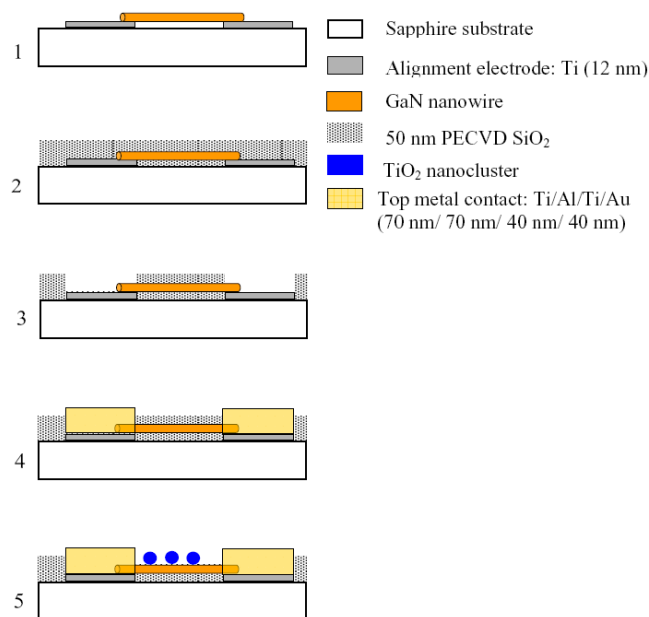 Sapphire substrate
1
Alignment electrode: Ti (12 nm)
GaN nanowire
50 nm PECVD SiO₂
TiO₂ nanocluster
2
Top metal contact: Ti/Al/Ti/Au
(70 nm/ 70 nm/ 40 nm/ 40 nm)
3
4
5